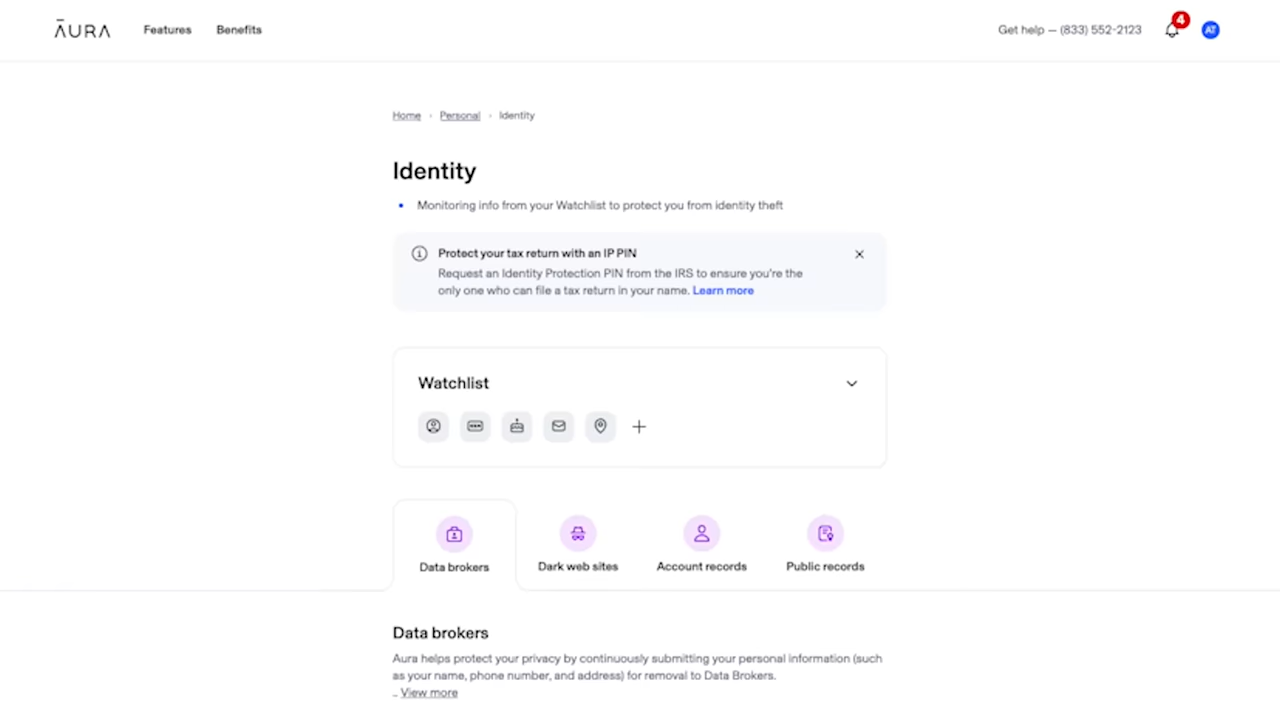 ĀURA
Features
Benefits
Get help — (833) 552-2123
4
AT
Home › Personal › Identity
Identity
• Monitoring info from your Watchlist to protect you from identity theft
Protect your tax return with an IP PIN
Request an Identity Protection PIN from the IRS to ensure you're the
only one who can file a tax return in your name. Learn more
Watchlist
Data brokers
Dark web sites
Account records
Public records
Data brokers
Aura helps protect your privacy by continuously submitting your personal information (such
as your name, phone number, and address) for removal to Data Brokers.
.. View more